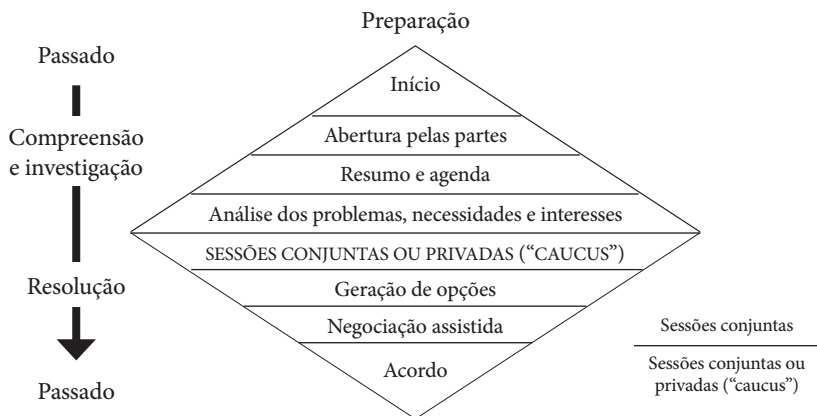 Preparação
Passado
Compreensão
e investigação
Resolução
Passado
Início
Abertura pelas partes
Resumo e agenda
Análise dos problemas, necessidades e interesses
SESSÕES CONJUNTAS OU PRIVADAS (“CAUCUS”)
Geração de opções
Negociação assistida
Acordo
Sessões conjuntas
Sessões conjuntas ou
privadas (“caucus”)